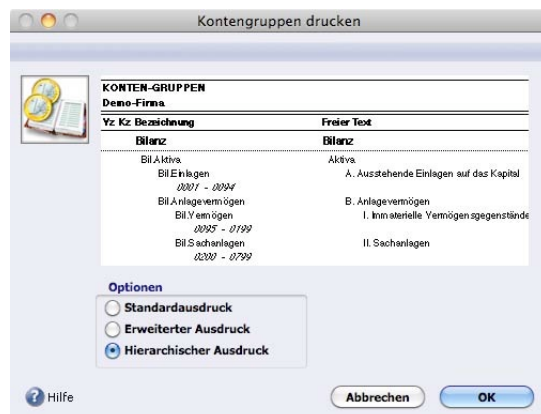 Kontengruppen drucken
KONTEN-GRUPPEN
Demo-Firma
Yz Kz Bezeichnung Freier Text
Bilanz Bilanz
Bil.Aktiva Aktiva
Bil.Einlagen A. Ausstehende Einlagen auf das Kapital
0001 - 0094
Bil.Anlagevermögen B. Anlagevermögen
Bil.Vermögen I. Immaterielle Vermögensgegenstände
0095 - 0199
Bil.Sachanlagen II. Sachanlagen
0200 - 0799
Optionen
Standardausdruck
Erweiterter Ausdruck
Hierarchischer Ausdruck
Hilfe Abbrechen OK